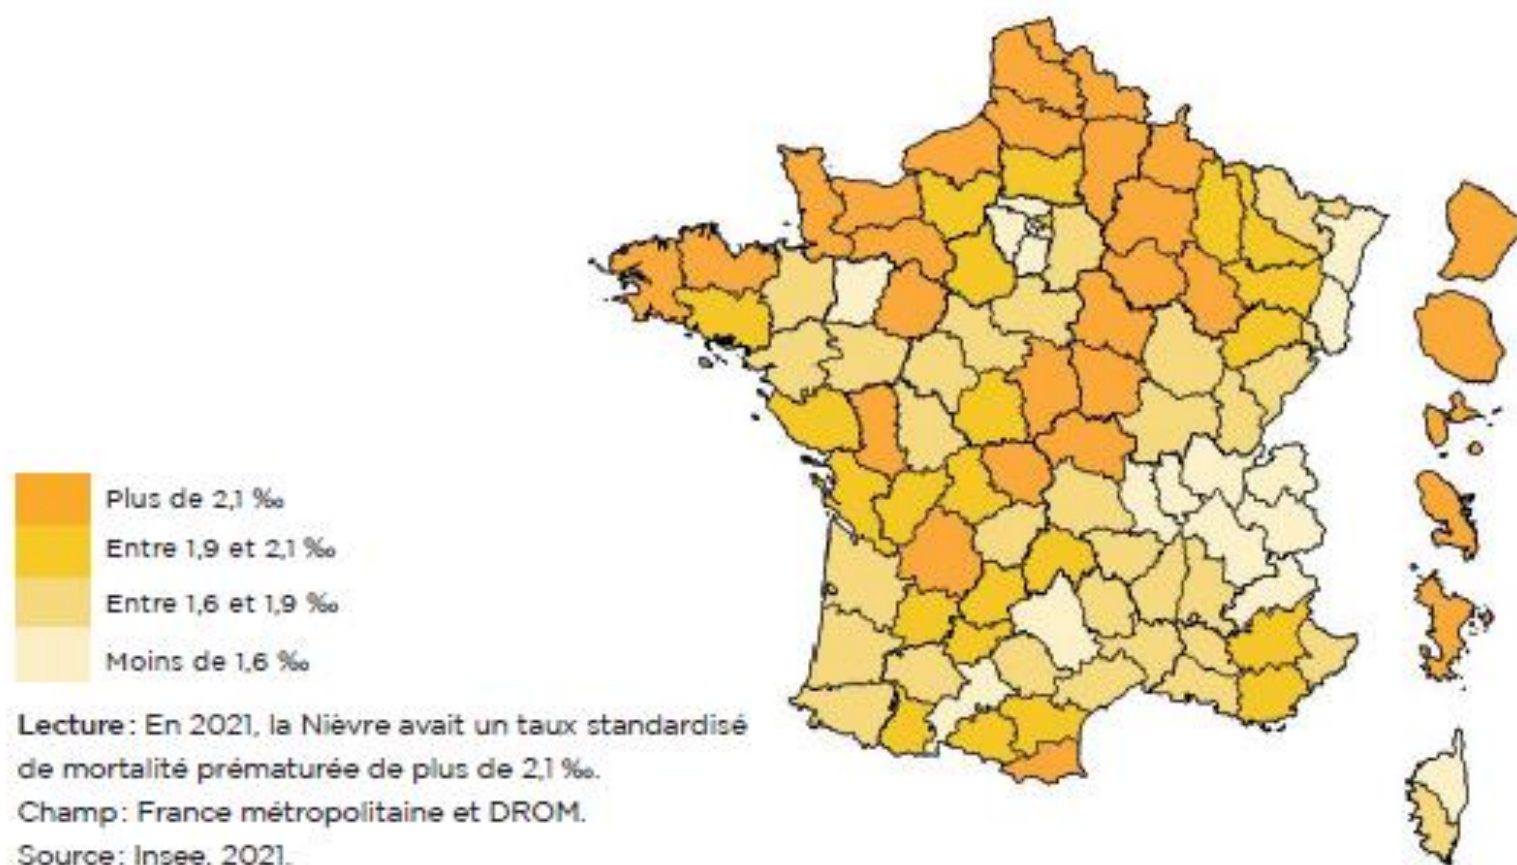 Plus de 2,1 ‰
Entre 1,9 et 2,1 ‰
Entre 1,6 et 1,9 ‰
Moins de 1,6 ‰
Lecture : En 2021, la Nièvre avait un taux standardisé
de mortalité prématurée de plus de 2,1 ‰.
Champ : France métropolitaine et DROM.
Source : Insee, 2021.